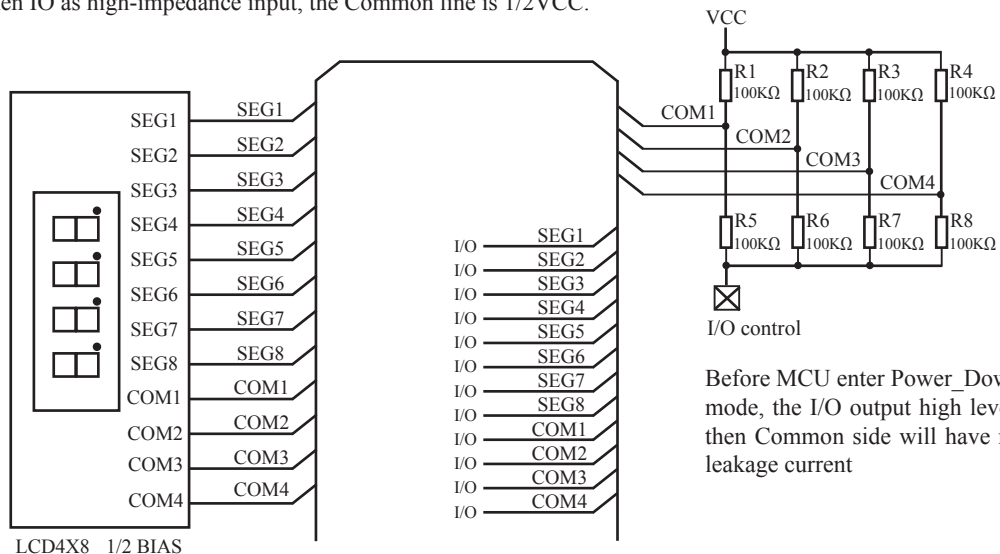 IO as high-impedance input, the Common line is 1/2VCC.
VCC
R1
100KΩ
R2
100KΩ
R3
100KΩ
R4
100KΩ
COM1
COM2
COM3
COM4
R5
100KΩ
R6
100KΩ
R7
100KΩ
R8
100KΩ
I/O control
SEG1
SEG2
SEG3
SEG4
SEG5
SEG6
SEG7
SEG8
COM1
COM2
COM3
COM4
SEG1
SEG2
SEG3
SEG4
SEG5
SEG6
SEG7
SEG8
COM1
COM2
COM3
COM4
I/O SEG1
I/O SEG2
I/O SEG3
I/O SEG4
I/O SEG5
I/O SEG6
I/O SEG7
I/O SEG8
I/O COM1
I/O COM2
I/O COM3
I/O COM4
Before MCU enter
mode, the I/O output high
then Common side will have
leakage current
LCD4X8 1/2 BIAS